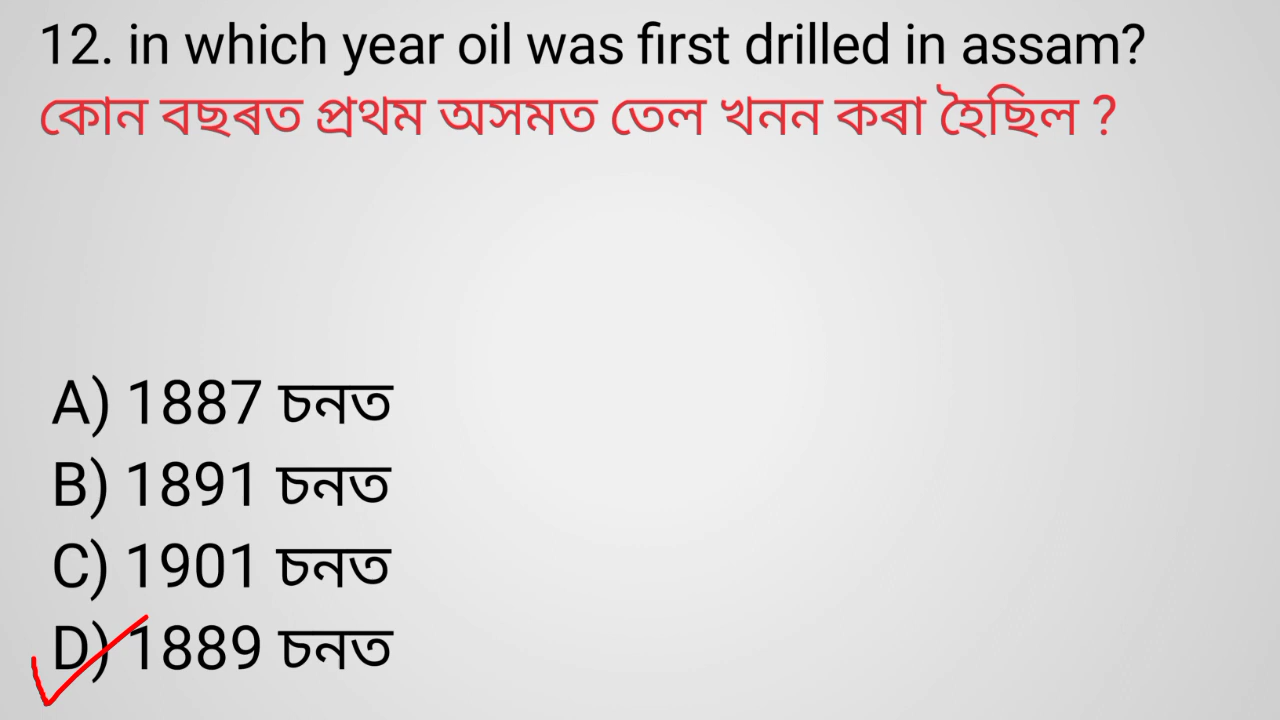 12. in which year oil was first drilled in assam?
কোন বছৰত প্ৰথম অসমত তেল খনন কৰা হৈছিল ?
A) 1887 চনত
B) 1891 চনত
C) 1901 চনত
D) 1889 চনত